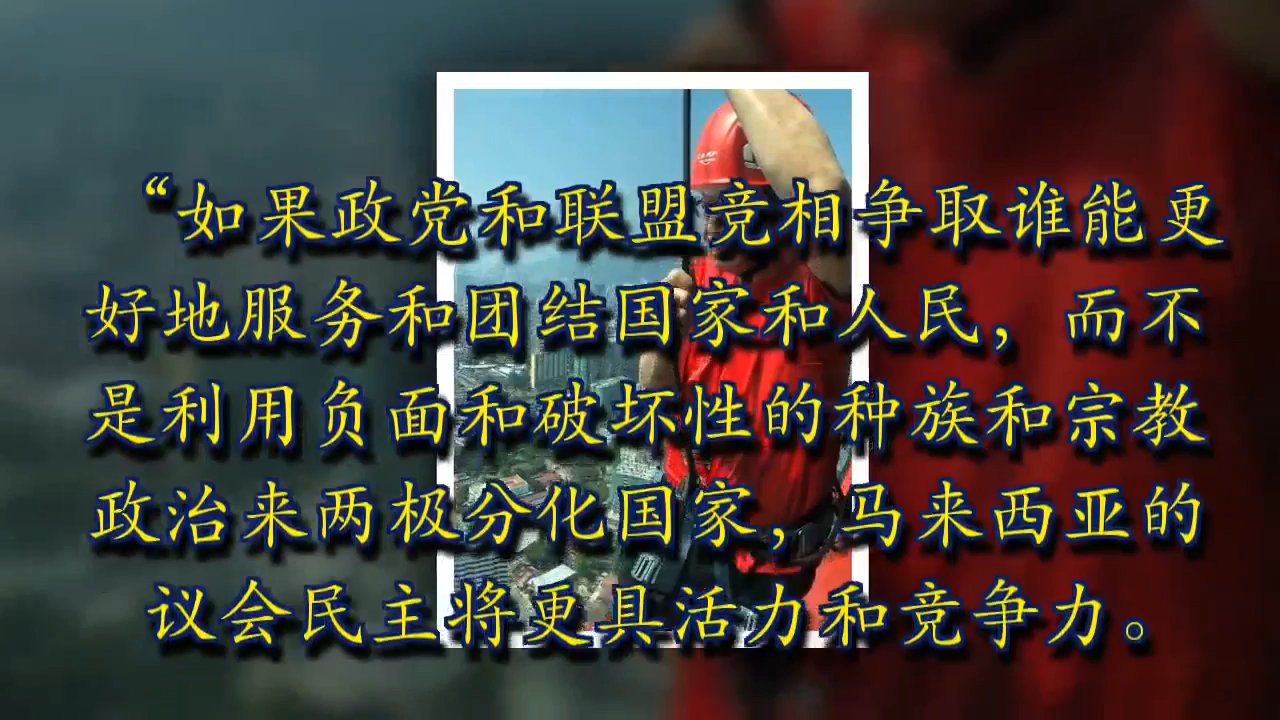 “如果政党和联盟竞相争取谁能更
好地服务和团结国家和人民，而不
是利用负面和破坏性的种族和宗教
政治来两极分化国家，马来西亚的
议会民主将更具活力和竞争力。